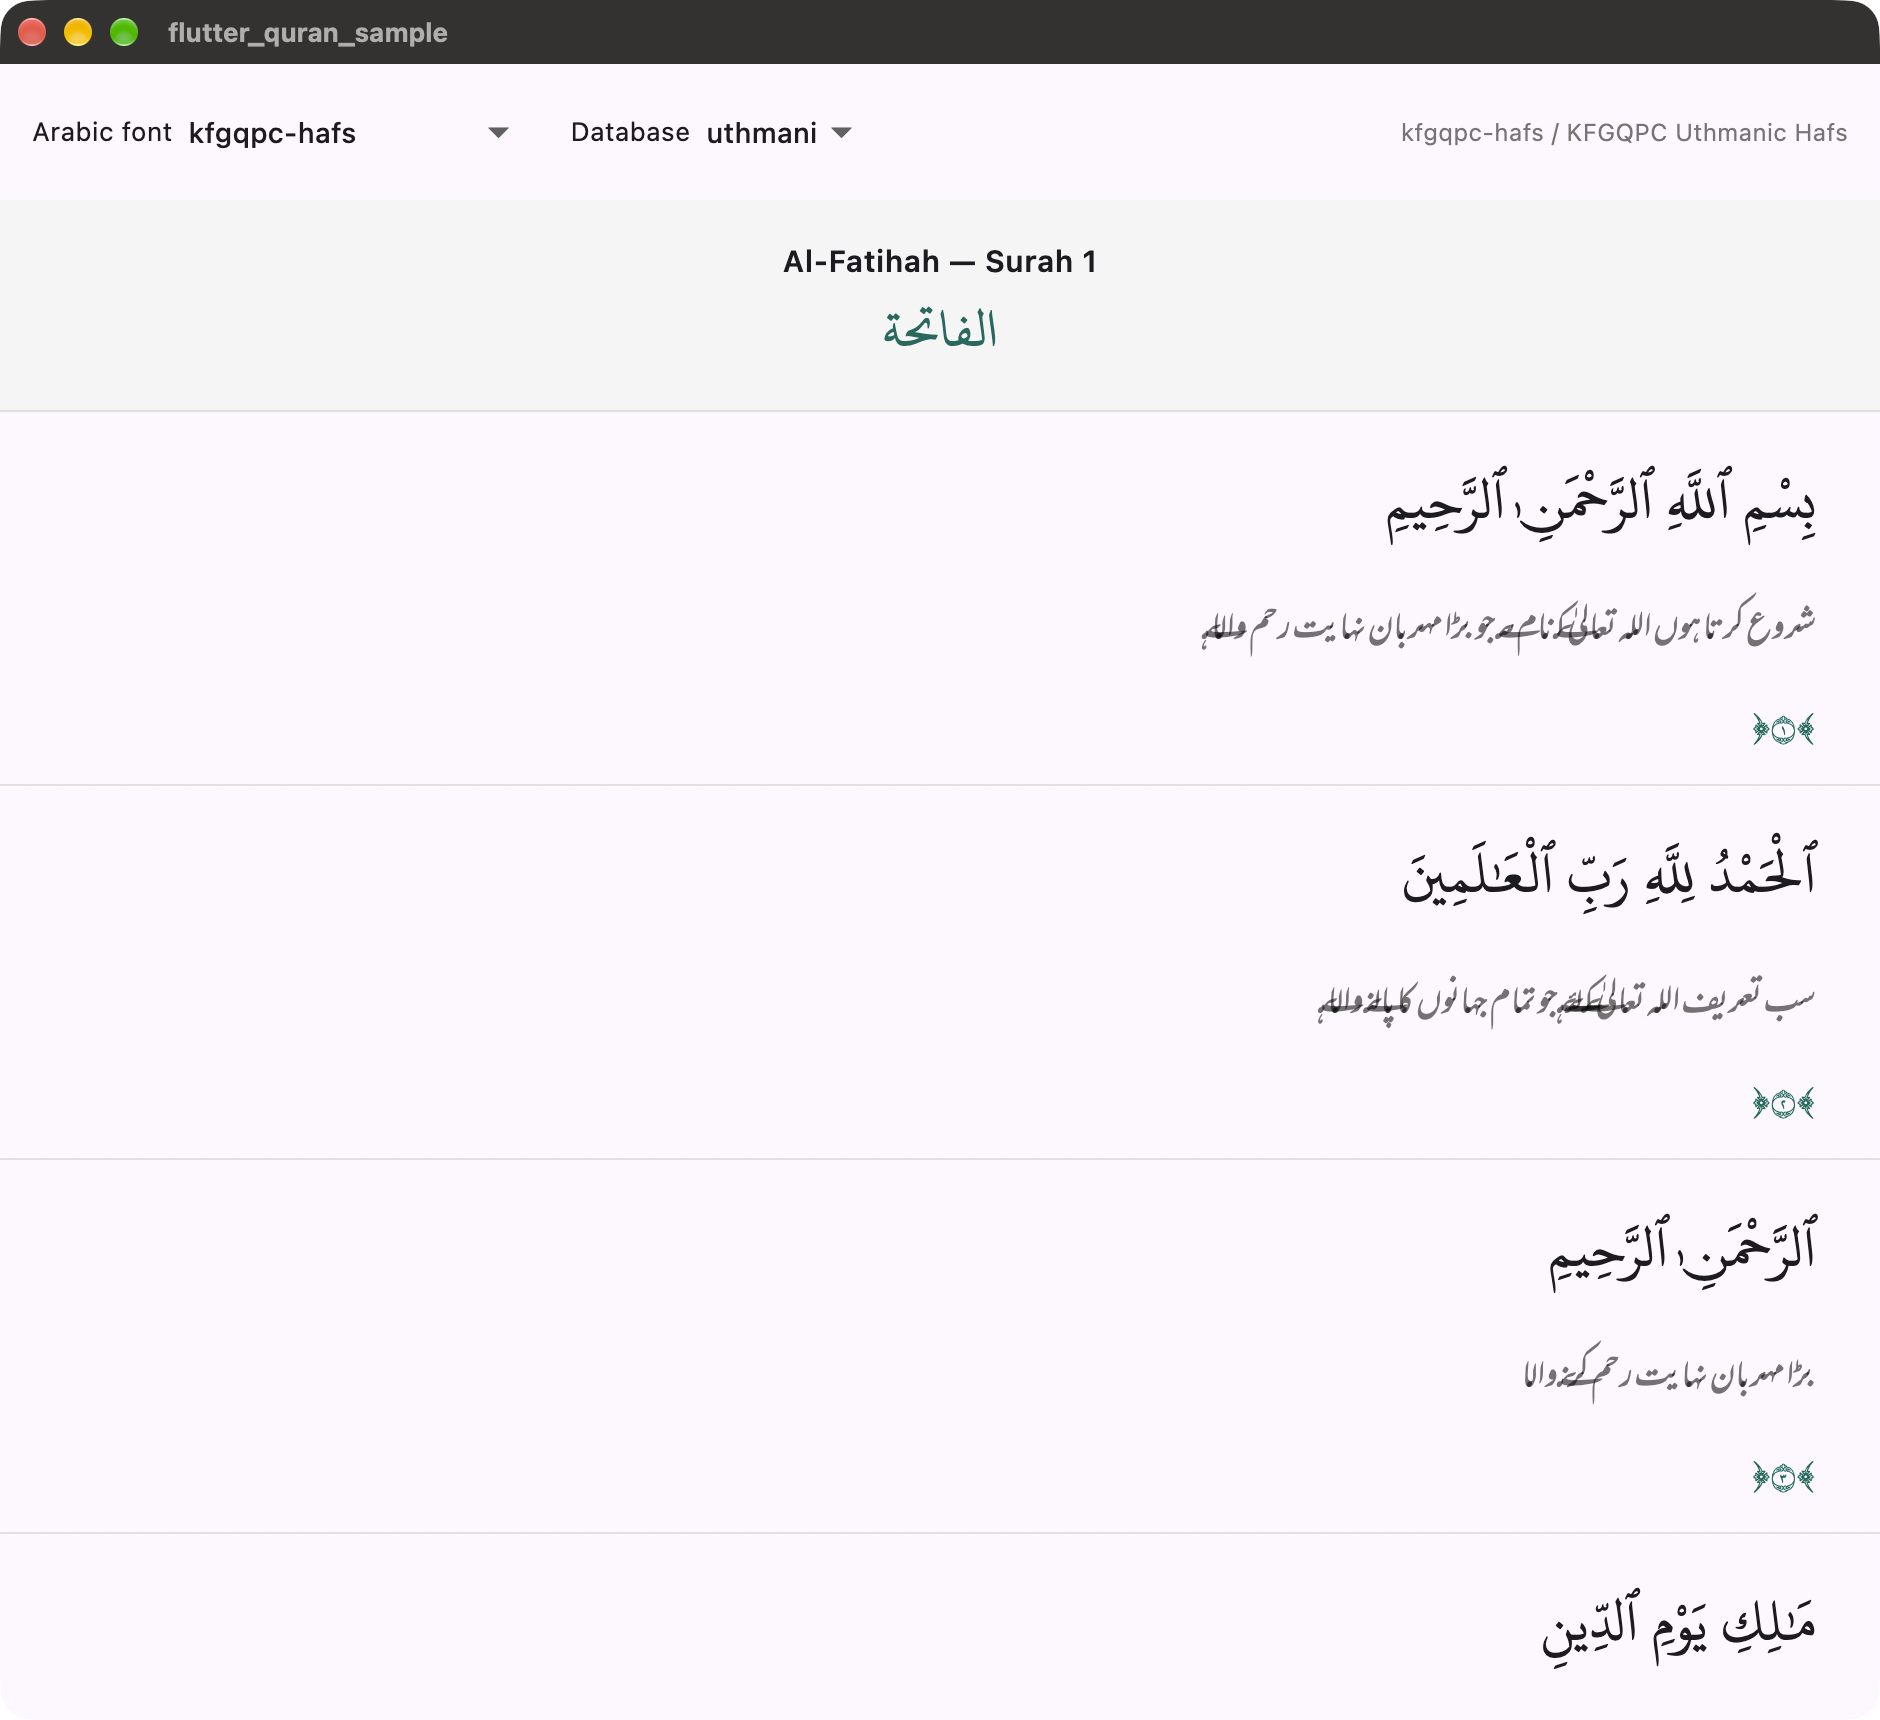 flutter_quran_sample
Arabic font kfgqpc-hafs Database uthmani kfgqpc-hafs / KFGQPC Uthmanic Hafs
Al-Fatihah — Surah 1
الفاتحة
بِسْمِ ٱللَّهِ ٱلرَّحْمَنِٰ ٱلرَّحِيمِ
شروع کرتا ہوں اللہ تعالیٰ کے نام سے جو بڑا مہربان نہایت رحم والا ہے
﴿١﴾
ٱلْحَمْدُ لِلَّهِ رَبِّ ٱلْعَـٰلَمِينَ
سب تعریف اللہ تعالیٰ کے لئے ہے جو تمام جہانوں کا پالنے والا ہے
﴿٢﴾
ٱلرَّحْمَنِٰ ٱلرَّحِيمِ
بڑا مہربان نہایت رحم کرنے والا
﴿٣﴾
مَـٰلِكِ يَوْمِ ٱلدِّينِ